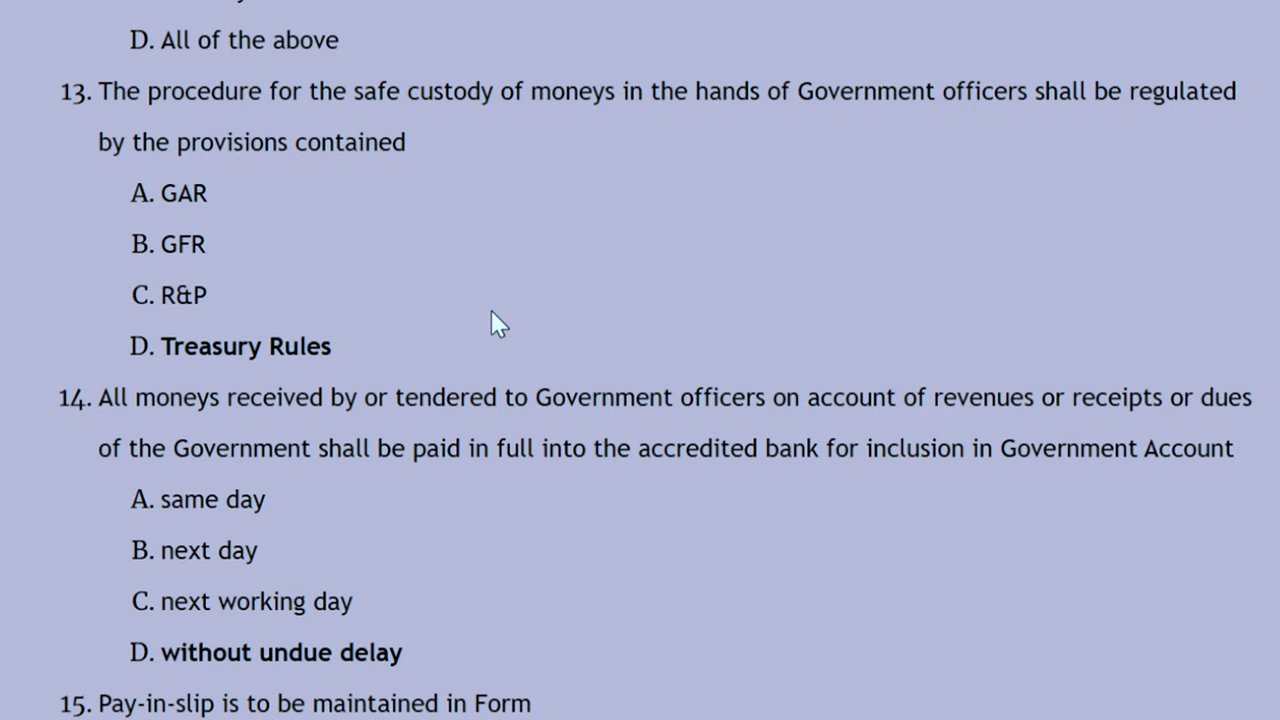 D. All of the above
13. The procedure for the safe custody of moneys in the hands of Government officers shall be regulated
by the provisions contained
A. GAR
B. GFR
C. R&P
D. Treasury Rules
14. All moneys received by or tendered to Government officers on account of revenues or receipts or dues
of the Government shall be paid in full into the accredited bank for inclusion in Government Account
A. same day
B. next day
C. next working day
D. without undue delay
15. Pay-in-slip is to be maintained in Form